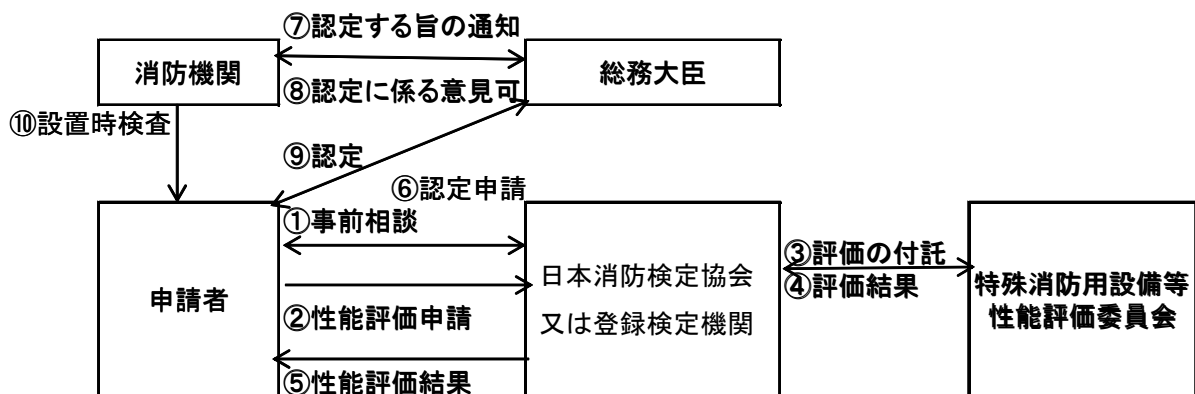 ⑦認定する旨の通知
消防機関
総務大臣
⑧認定に係る意見可
⑩設置時検査
⑨認定
⑥認定申請
①事前相談
申請者
②性能評価申請
⑤性能評価結果
日本消防検定協会
又は登録検定機関
③評価の付託
④評価結果
特殊消防用設備等
性能評価委員会